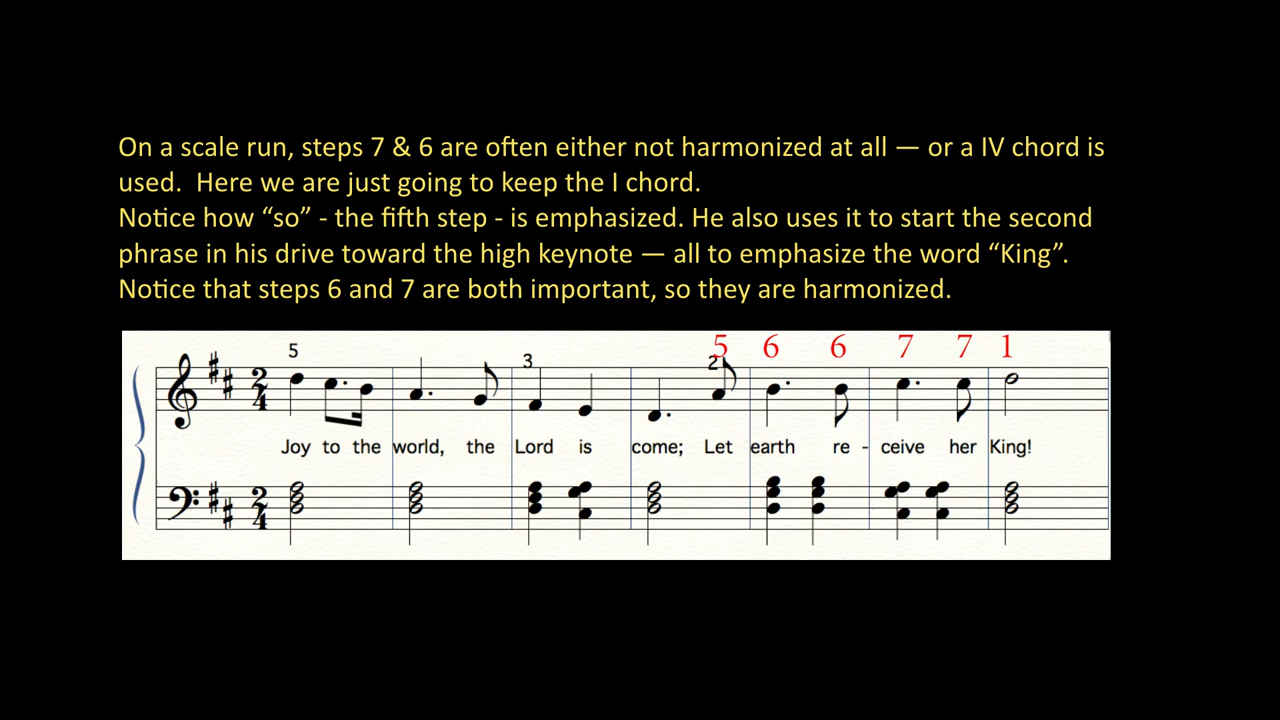 On a scale run, steps 7 & 6 are often either not harmonized at all — or a IV chord is
used.  Here we are just going to keep the I chord.
Notice how “so” - the fifth step - is emphasized. He also uses it to start the second
phrase in his drive toward the high keynote — all to emphasize the word “King”.
Notice that steps 6 and 7 are both important, so they are harmonized.
5 6 6 7 7 1
5 3 2
2 4
Joy to the world, the Lord is come; Let earth re - ceive her King!
2 4